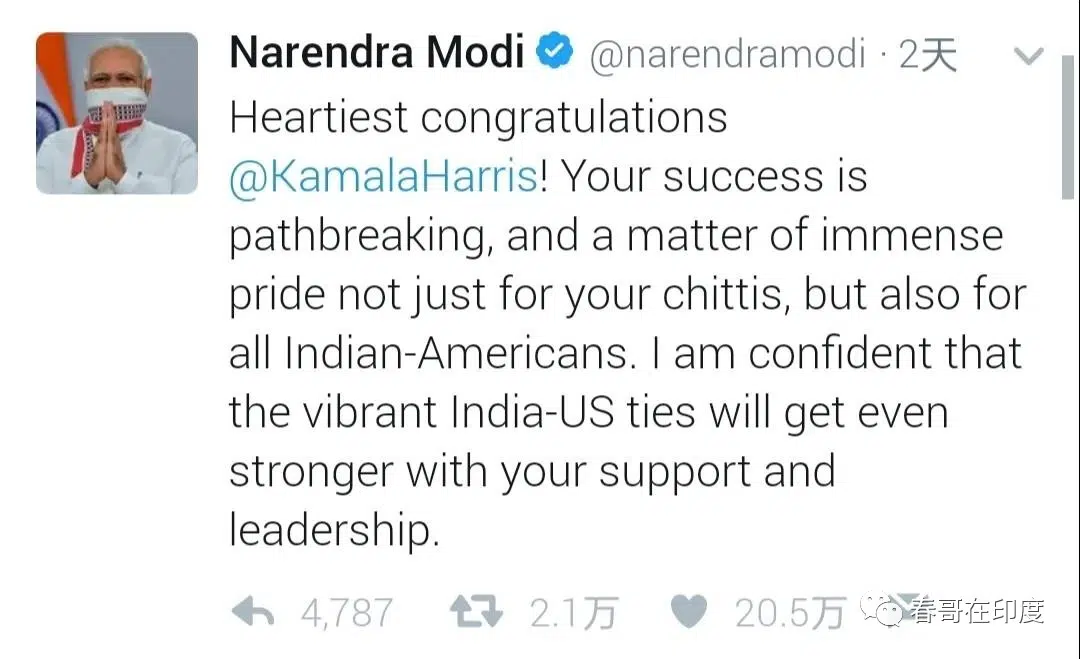 Narendra Modi @narendramodi · 2天
Heartiest congratulations
@KamalaHarris! Your success is
pathbreaking, and a matter of immense
pride not just for your chittis, but also for
all Indian-Americans. I am confident that
the vibrant India-US ties will get even
stronger with your support and
leadership.
4,787 2.1万 20.5万 春哥在印度